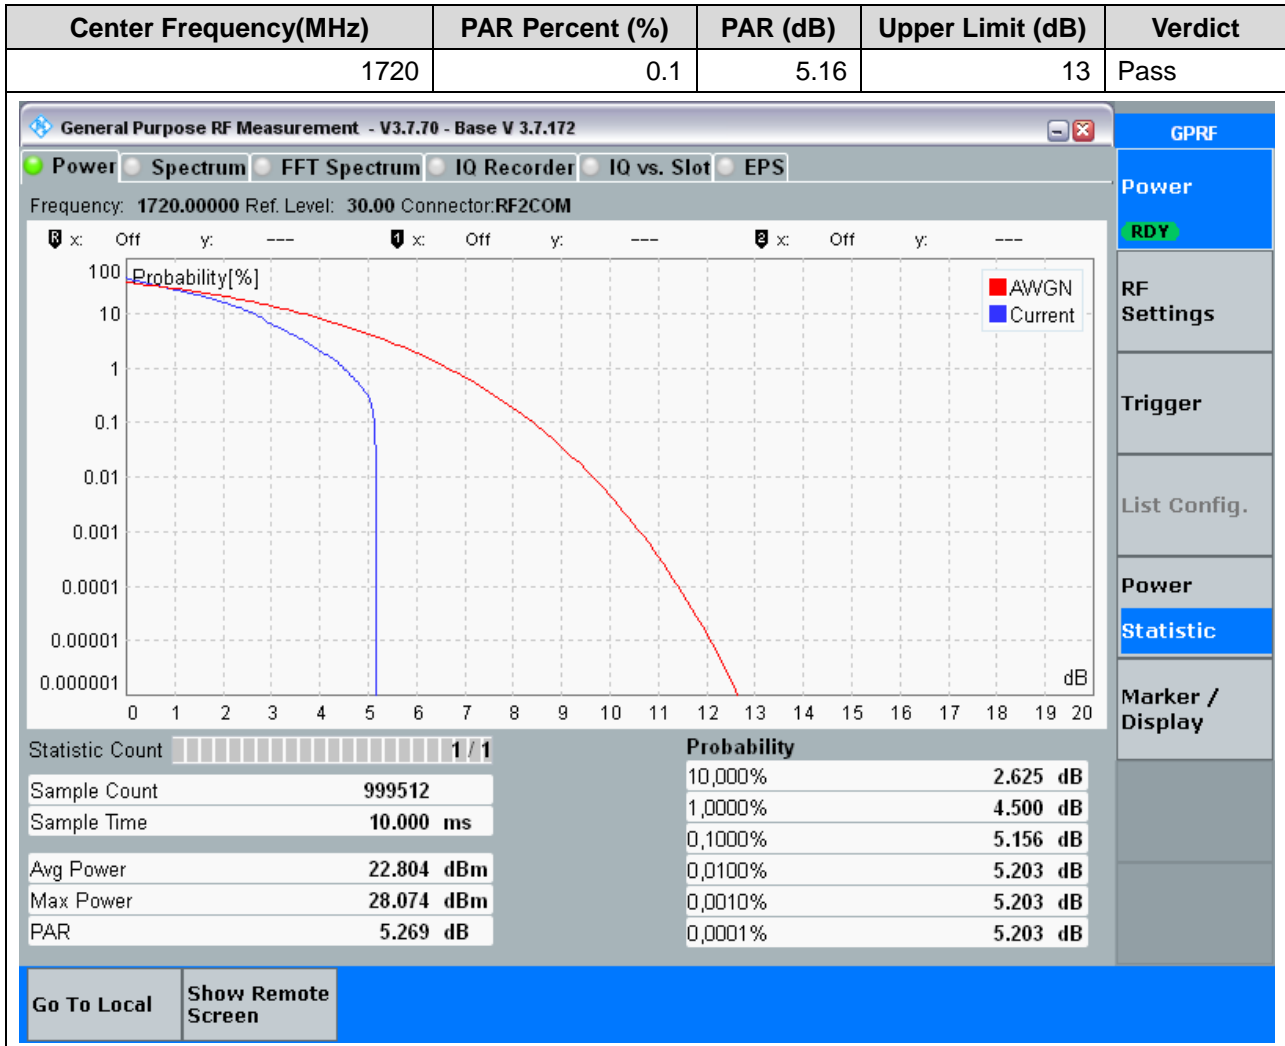 Center Frequency(MHz) PAR Percent (%) PAR (dB) Upper Limit (dB) Verdict
1720 0.1 5.16 13 Pass
General Purpose RF Measurement - V3.7.70 - Base V 3.7.172
GPRF
Power Spectrum FFT Spectrum IQ Recorder IQ vs. Slot EPS
Power
RDY
Frequency: 1720.00000 Ref. Level: 30.00 Connector:RF2COM
R x: Off y: --- 1 x: Off y: --- 2 x: Off y: ---
Probability[%]
AWGN
Current
100
10
1
0.1
0.01
0.001
0.0001
0.00001
0.000001
dB
0 1 2 3 4 5 6 7 8 9 10 11 12 13 14 15 16 17 18 19 20
RF
Settings
Trigger
List Config.
Power
Statistic
Marker /
Display
Statistic Count 1 / 1
Sample Count 999512
Sample Time 10.000 ms
Avg Power 22.804 dBm
Max Power 28.074 dBm
PAR 5.269 dB
Probability
10,000% 2.625 dB
1,0000% 4.500 dB
0,1000% 5.156 dB
0,0100% 5.203 dB
0,0010% 5.203 dB
0,0001% 5.203 dB
Go To Local
Show Remote
Screen